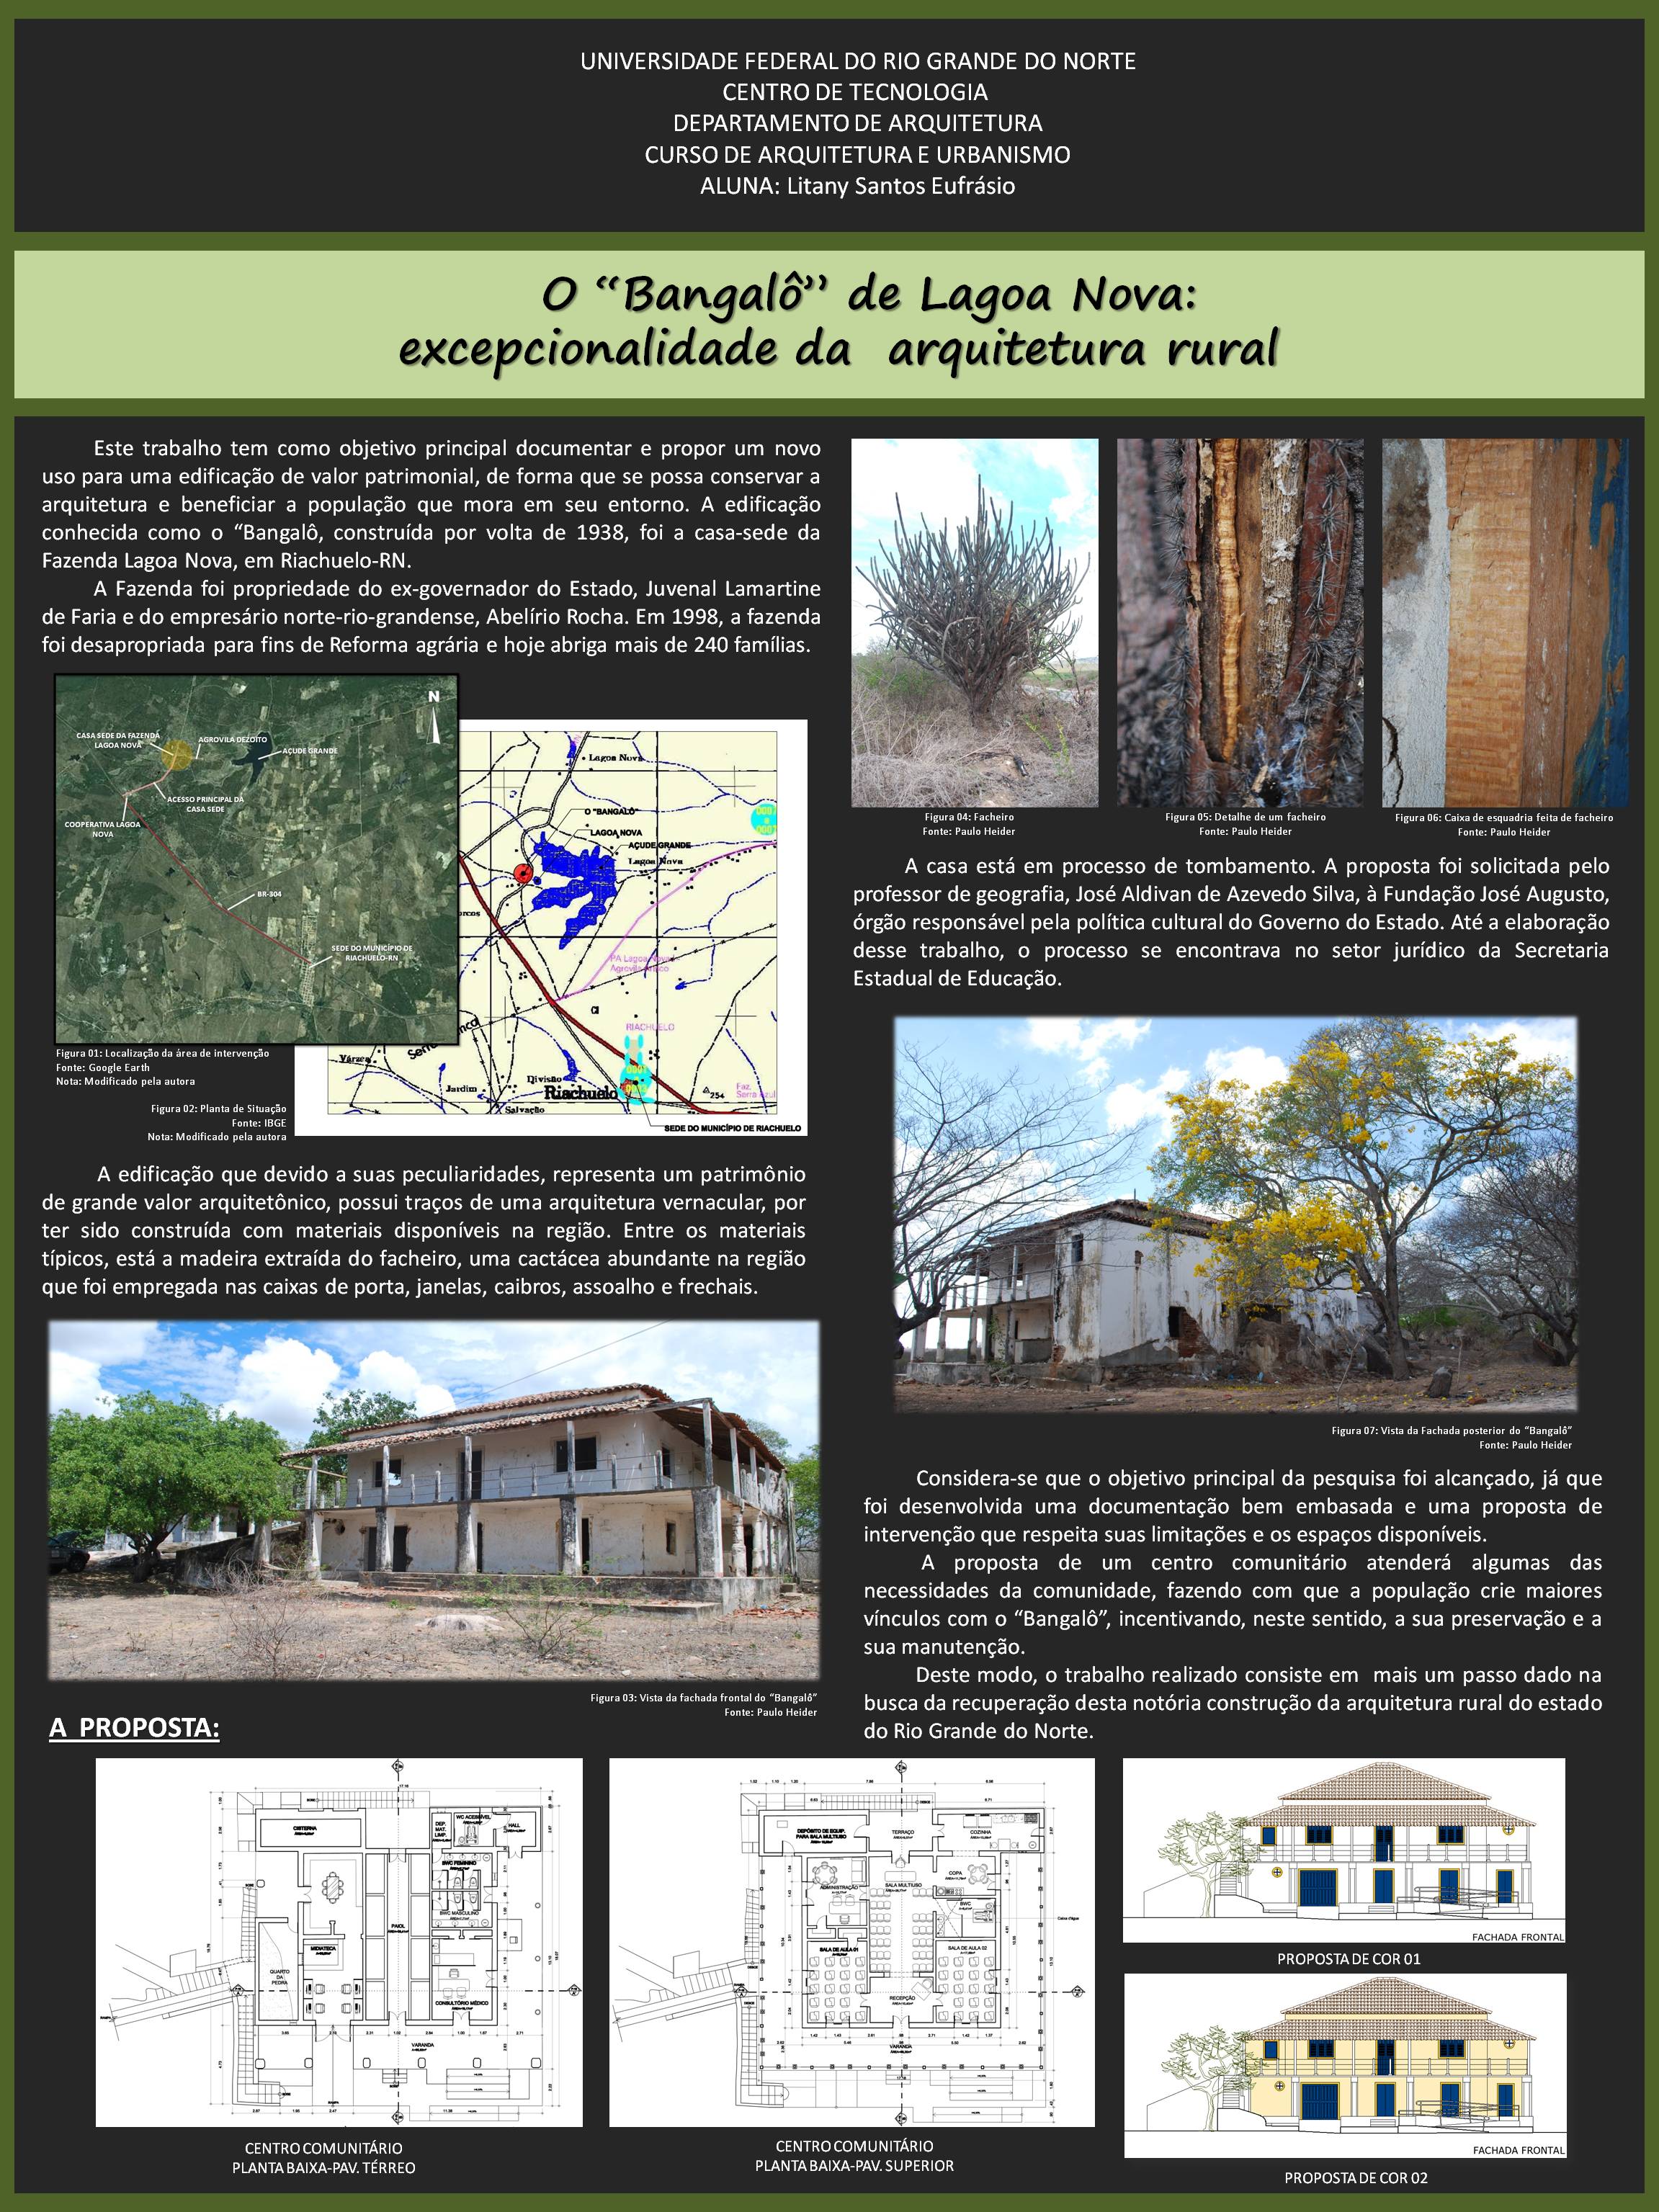 UNIVERSIDADE FEDERAL DO RIO GRANDE DO NORTE
CENTRO DE TECNOLOGIA
DEPARTAMENTO DE ARQUITETURA
CURSO DE ARQUITETURA E URBANISMO
ALUNA: Litany Santos Eufrásio
O “Bangalô” de Lagoa Nova:
excepcionalidade da arquitetura rural
Este trabalho tem como objetivo principal documentar e propor um novo
uso para uma edificação de valor patrimonial, de forma que se possa conservar a
arquitetura e beneficiar a população que mora em seu entorno. A edificação
conhecida como o “Bangalô, construída por volta de 1938, foi a casa-sede da
Fazenda Lagoa Nova, em Riachuelo-RN.
A Fazenda foi propriedade do ex-governador do Estado, Juvenal Lamartine
de Faria e do empresário norte-rio-grandense, Abelírio Rocha. Em 1998, a fazenda
foi desapropriada para fins de Reforma agrária e hoje abriga mais de 240 famílias.
N
CASA SEDE DA FAZENDA
LAGOA NOVA
AGROVILA DEZOITO
AÇUDE GRANDE
ACESSO PRINCIPAL DA
CASA SEDE
COOPERATIVA LAGOA
NOVA
BR-304
SEDE DO MUNICÍPIO DE
RIACHUELO-RN
Lagoa Nova
O "BANGALÔ"
LAGOA NOVA
AÇUDE GRANDE
Lagoa Nova
PA Lagoa Nova
RIACHUELO
Várzea
Jardim
Divisão
Riachuelo
Salvação
254
Faz.
Serra Azul
SEDE DO MUNICÍPIO DE RIACHUELO
Figura 01: Localização da área de intervenção
Fonte: Google Earth
Nota: Modificado pela autora
Figura 02: Planta de Situação
Fonte: IBGE
Nota: Modificado pela autora
A edificação que devido a suas peculiaridades, representa um patrimônio
de grande valor arquitetônico, possui traços de uma arquitetura vernacular, por
ter sido construída com materiais disponíveis na região. Entre os materiais
típicos, está a madeira extraída do facheiro, uma cactácea abundante na região
que foi empregada nas caixas de porta, janelas, caibros, assoalho e frechais.
Figura 03: Vista da fachada frontal do “Bangalô”
Fonte: Paulo Heider
Figura 04: Facheiro
Fonte: Paulo Heider
Figura 05: Detalhe de um facheiro
Fonte: Paulo Heider
Figura 06: Caixa de esquadria feita de facheiro
Fonte: Paulo Heider
A casa está em processo de tombamento. A proposta foi solicitada pelo
professor de geografia, José Aldivan de Azevedo Silva, à Fundação José Augusto,
órgão responsável pela política cultural do Governo do Estado. Até a elaboração
desse trabalho, o processo se encontrava no setor jurídico da Secretaria
Estadual de Educação.
Figura 07: Vista da Fachada posterior do “Bangalô”
Fonte: Paulo Heider
Considera-se que o objetivo principal da pesquisa foi alcançado, já que
foi desenvolvida uma documentação bem embasada e uma proposta de
intervenção que respeita suas limitações e os espaços disponíveis.
A proposta de um centro comunitário atenderá algumas das
necessidades da comunidade, fazendo com que a população crie maiores
vínculos com o “Bangalô”, incentivando, neste sentido, a sua preservação e a
sua manutenção.
Deste modo, o trabalho realizado consiste em mais um passo dado na
busca da recuperação desta notória construção da arquitetura rural do estado
do Rio Grande do Norte.
A PROPOSTA:
CISTERNA
DEP.
MAT.
LIMP.
WC ACESSÍVEL
HALL
BWC FEMININO
BWC MASCULINO
PAIOL
MIDIATECA
QUARTO
DA
PEDRA
CONSULTÓRIO MÉDICO
VARANDA
CENTRO COMUNITÁRIO
PLANTA BAIXA-PAV. TÉRREO
DEPÓSITO DE EQUIP.
PARA SALA MULTIUSO
TERRAÇO
COZINHA
ADMINISTRAÇÃO
SALA MULTIUSO
COPA
BWC
Caixa d'água
SALA DE AULA 01
SALA DE AULA 02
RECEPÇÃO
VARANDA
CENTRO COMUNITÁRIO
PLANTA BAIXA-PAV. SUPERIOR
FACHADA FRONTAL
PROPOSTA DE COR 01
FACHADA FRONTAL
PROPOSTA DE COR 02